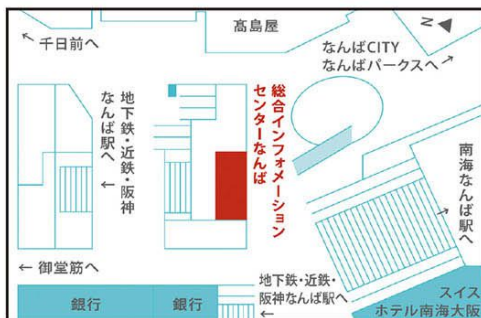 髙島屋
← 千日前へ
N
なんばCITY
なんばパークスへ
地下鉄・近鉄・阪神
なんば駅へ
←
総合インフォメーション
センターなんば
南海なんば駅へ
← 御堂筋へ
地下鉄・近鉄・
阪神なんば駅へ
←
銀行
銀行
スイス
ホテル南海大阪